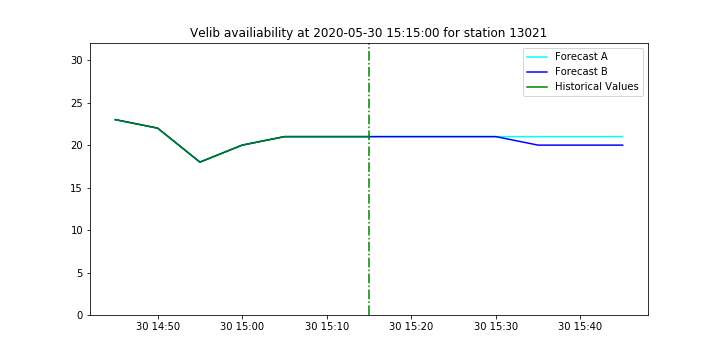 Velib availiability at 2020-05-30 15:15:00 for station 13021
Forecast A
Forecast B
Historical Values
30
25
20
15
10
5
0
30 14:50 30 15:00 30 15:10 30 15:20 30 15:30 30 15:40